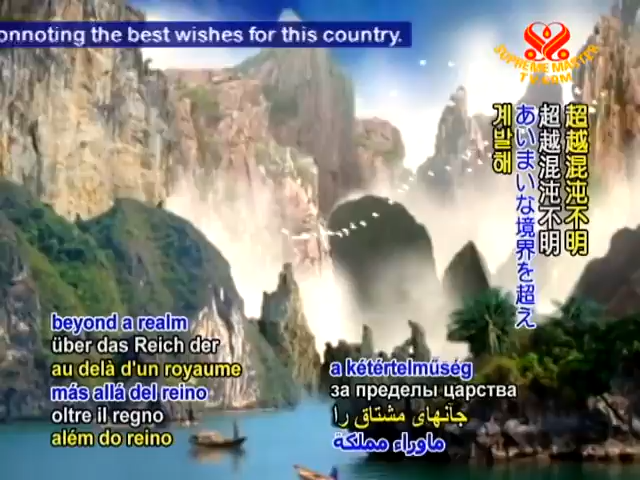 onnoting the best wishes for this country.
SUPREME MASTER
TV.COM
超越混沌不明
超越混沌不明
あいまいな境界を超え
계발해
beyond a realm
über das Reich der
au delà d'un royaume
más allá del reino
oltre il regno
além do reino
a kétértelműség
за пределы царства
جآنهای مشتاق را
ماوراء مملكة